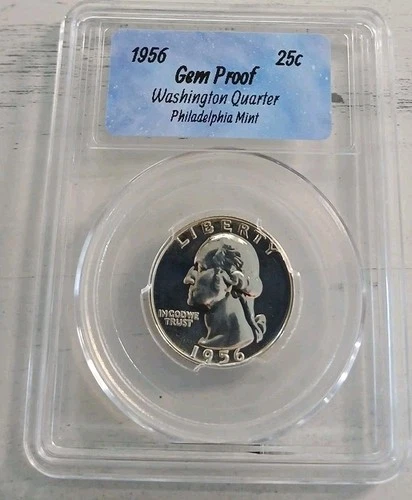 1956 25c
Gem Proof
Washington Quarter
Philadelphia Mint
LIBERTY
IN GOD WE
TRUST
1956